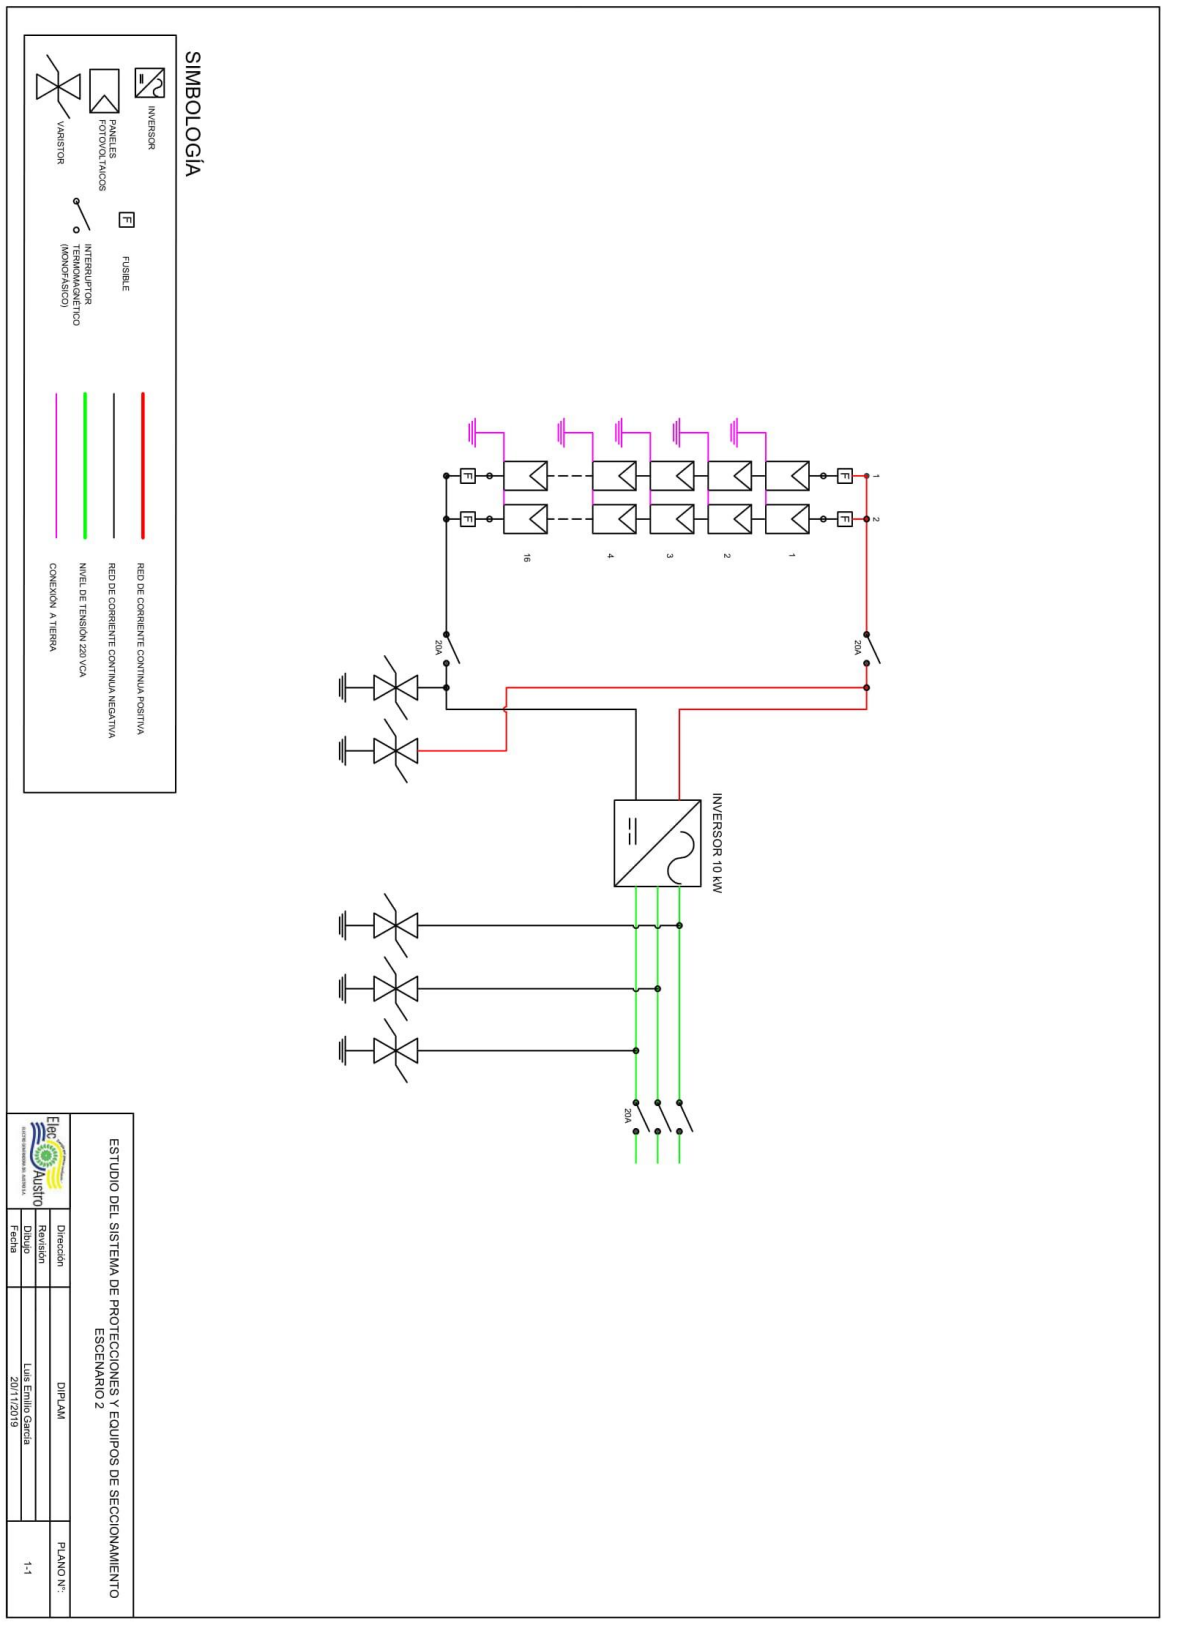 1
2
F
F
F
F
1
2
3
4
16
20A
20A
INVERSOR 10 kW
20A
SIMBOLOGÍA
INVERSOR
PANELES
FOTOVOLTAICOS
VARISTOR
F
FUSIBLE
INTERRUPTOR
TERMOMAGNÉTICO
(MONOFÁSICO)
RED DE CORRIENTE CONTINUA POSITIVA
RED DE CORRIENTE CONTINUA NEGATIVA
NIVEL DE TENSIÓN 220 VCA
CONEXIÓN A TIERRA
ESTUDIO DEL SISTEMA DE PROTECCIONES Y EQUIPOS DE SECCIONAMIENTO
ESCENARIO 2
Elec Austro
Dirección
DIPLAM
PLANO N°:
Revisión
Dibujo
Luis Emilio García
1-1
Fecha
20/11/2019